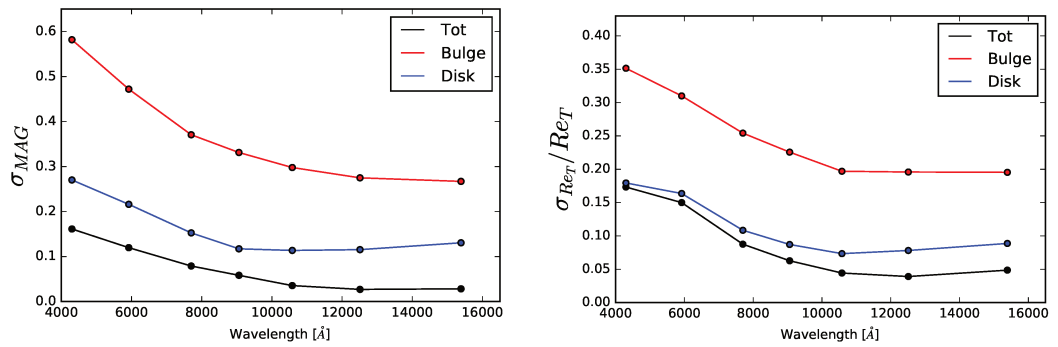 0.6
0.5
0.4
0.3
0.2
0.1
0.0
σ_MAG
Tot
Bulge
Disk
4000 6000 8000 10000 12000 14000 16000
Wavelength [Å]
0.40
0.35
0.30
0.25
0.20
0.15
0.10
0.05
0.00
σ_{Re_T}/Re_T
Tot
Bulge
Disk
4000 6000 8000 10000 12000 14000 16000
Wavelength [Å]